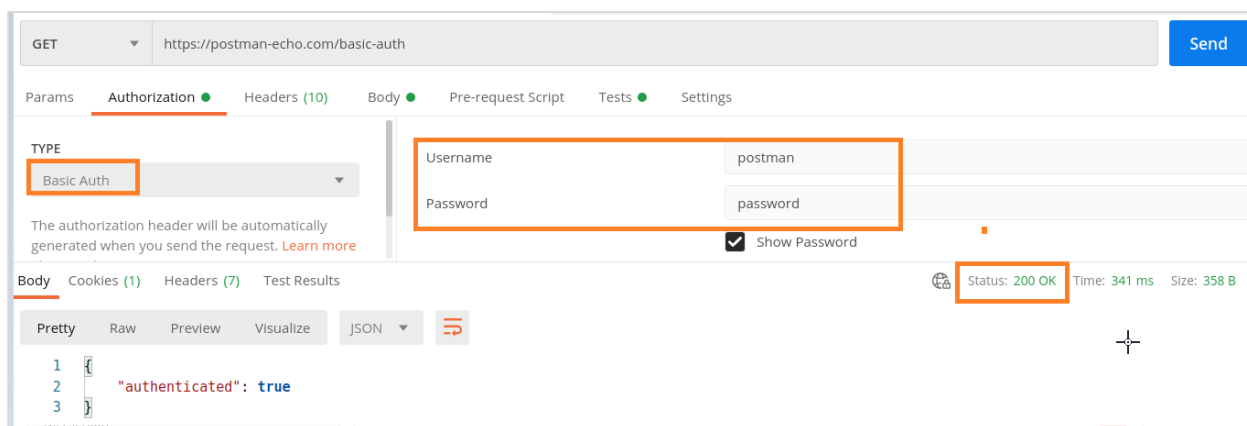 GET https://postman-echo.com/basic-auth Send
Params Authorization Headers (10) Body Pre-request Script Tests Settings
TYPE
Basic Auth
The authorization header will be automatically
generated when you send the request. Learn more
Username postman
Password password
Show Password
Body Cookies (1) Headers (7) Test Results Status: 200 OK Time: 341 ms Size: 358 B
Pretty Raw Preview Visualize JSON
1 {
2 "authenticated": true
3 }